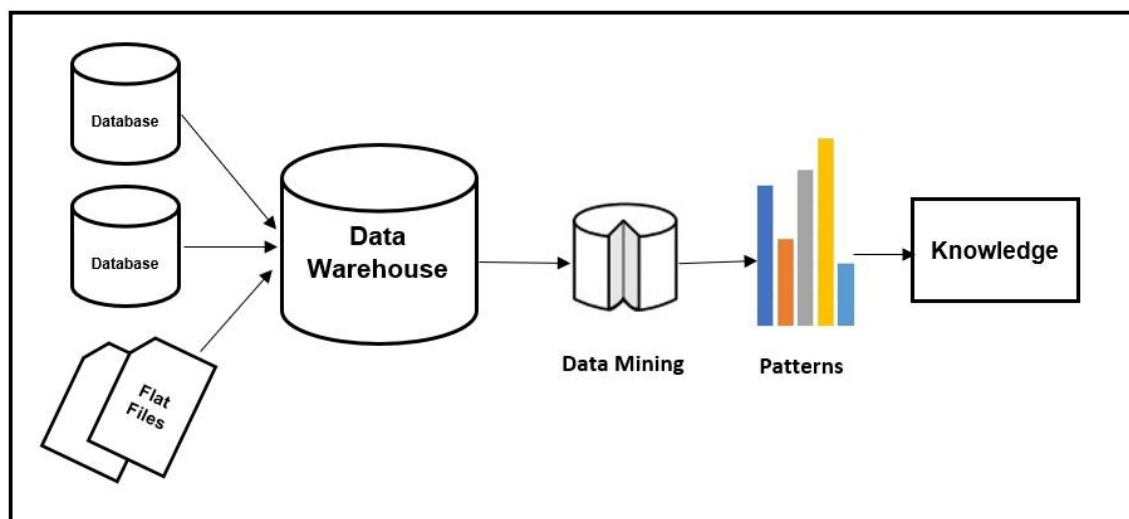 Database
Database
Flat
Files
Data
Warehouse
Data Mining
Patterns
Knowledge